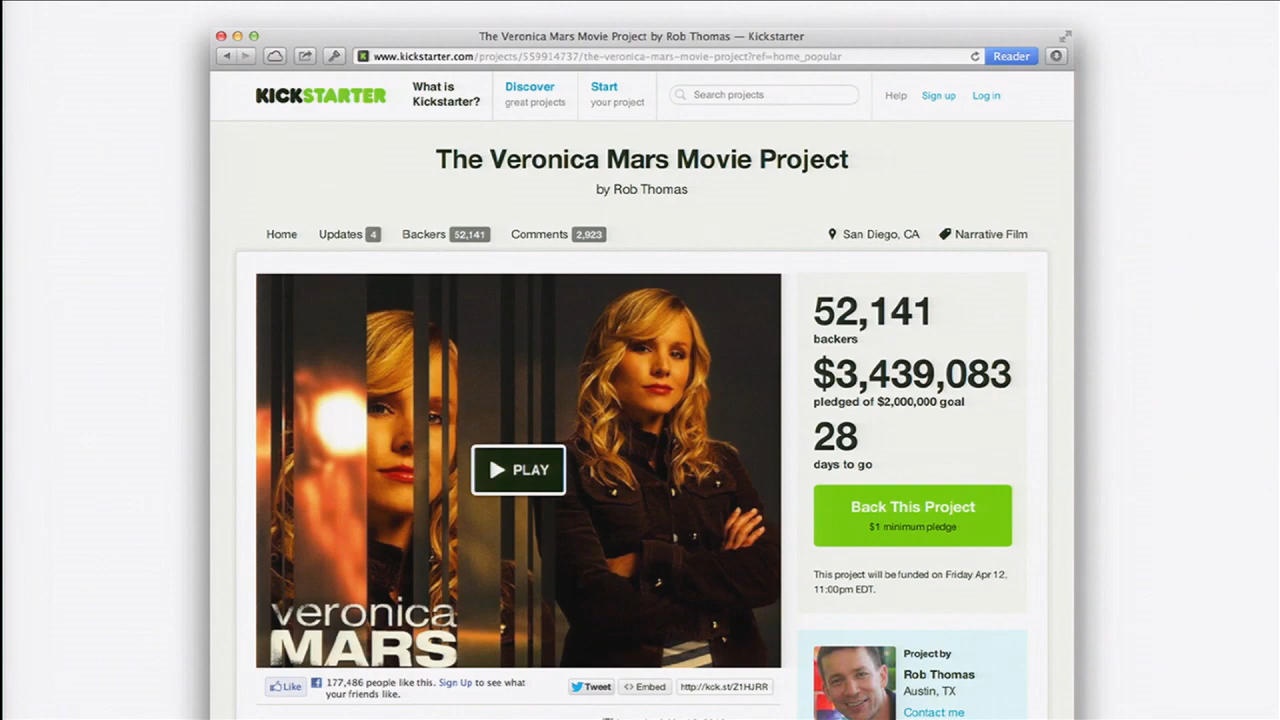 The Veronica Mars Movie Project by Rob Thomas — Kickstarter
www.kickstarter.com/projects/559914737/the-veronica-mars-movie-project?ref=home_popular
Reader
KICKSTARTER
What is
Kickstarter?
Discover
great projects
Start
your project
Search projects
Help Sign up Log in
The Veronica Mars Movie Project
by Rob Thomas
Home Updates 4 Backers 52,141 Comments 2,923
San Diego, CA Narrative Film
PLAY
veronica
MARS
52,141
backers
$3,439,083
pledged of $2,000,000 goal
28
days to go
Back This Project
$1 minimum pledge
This project will be funded on Friday Apr 12,
11:00pm EDT.
Like
177,486 people like this. Sign Up to see what
your friends like.
Tweet
<> Embed
http://kck.st/Z1HJRR
Project by
Rob Thomas
Austin, TX
Contact me